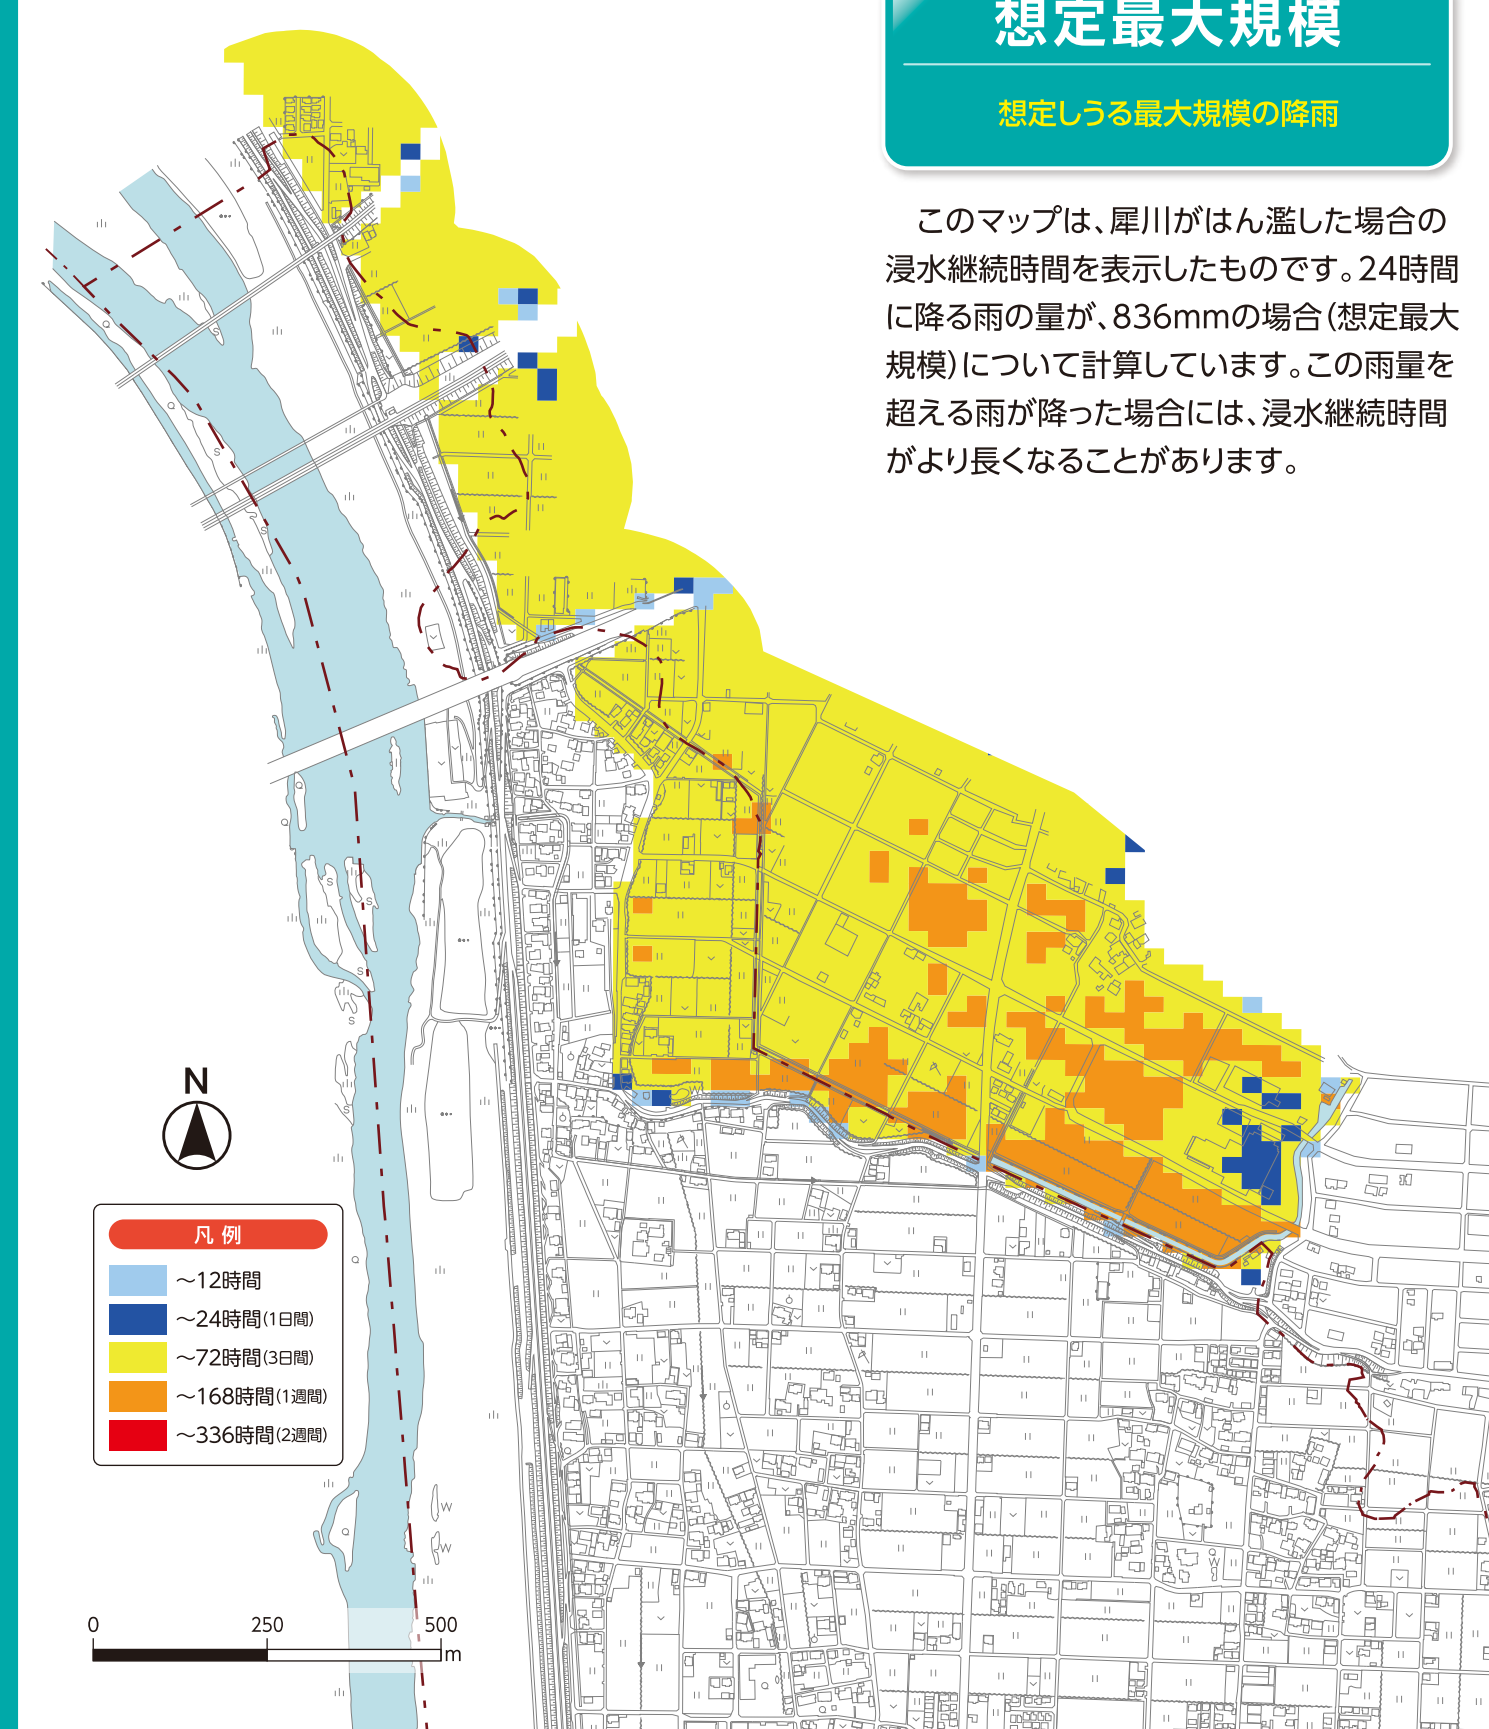 想定最大規模
想定しうる最大規模の降雨
このマップは、犀川がはん濫した場合の
浸水継続時間を表示したものです。24時間
に降る雨の量が、836mmの場合(想定最大
規模)について計算しています。この雨量を
超える雨が降った場合には、浸水継続時間
がより長くなることがあります。
N
凡例
～12時間
～24時間(1日間)
～72時間(3日間)
～168時間(1週間)
～336時間(2週間)
0 250 500
m